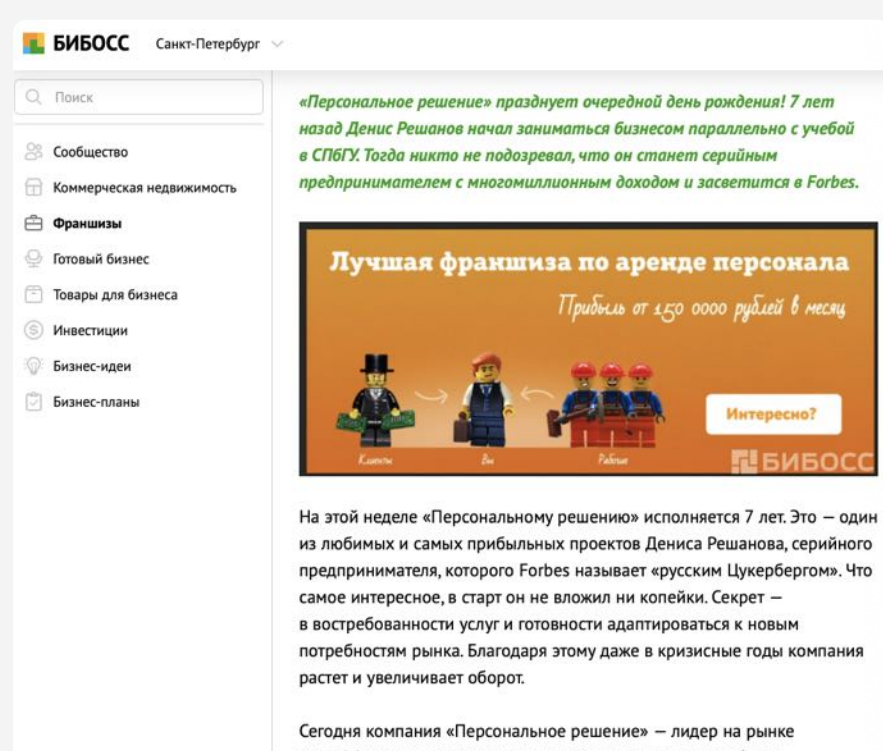 БИБОСС
Санкт-Петербург
Поиск
Сообщество
Коммерческая недвижимость
Франшизы
Готовый бизнес
Товары для бизнеса
Инвестиции
Бизнес-идеи
Бизнес-планы
«Персональное решение» празднует очередной день рождения! 7 лет
назад Денис Решанов начал заниматься бизнесом параллельно с учебой
в СПбГУ. Тогда никто не подозревал, что он станет серийным
предпринимателем с многомиллионным доходом и засветится в Forbes.
Лучшая франшиза по аренде персонала
Прибыль от 150 0000 рублей в месяц
Клиенты
Вы
Рабочие
Интересно?
БИБОСС
На этой неделе «Персональному решению» исполняется 7 лет. Это — один
из любимых и самых прибыльных проектов Дениса Решанова, серийного
предпринимателя, которого Forbes называет «русским Цукербергом». Что
самое интересное, в старт он не вложил ни копейки. Секрет —
в востребованности услуг и готовности адаптироваться к новым
потребностям рынка. Благодаря этому даже в кризисные годы компания
растет и увеличивает оборот.
Сегодня компания «Персональное решение» — лидер на рынке